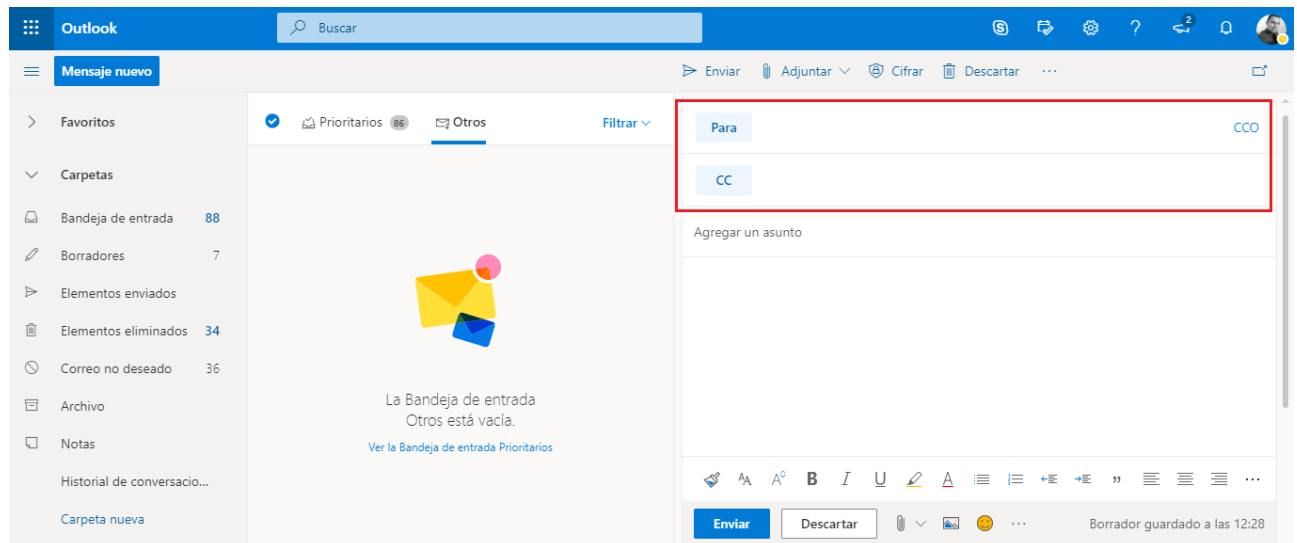 Outlook
Buscar
2
Mensaje nuevo
Enviar Adjuntar Cifrar Descartar ...
Favoritos
Carpetas
Bandeja de entrada 88
Borradores 7
Elementos enviados
Elementos eliminados 34
Correo no deseado 36
Archivo
Notas
Historial de conversacio...
Carpeta nueva
Prioritarios 86 Otros Filtrar
La Bandeja de entrada
Otros está vacía.
Ver la Bandeja de entrada Prioritarios
Para CCO
CC
Agregar un asunto
Enviar Descartar ... Borrador guardado a las 12:28